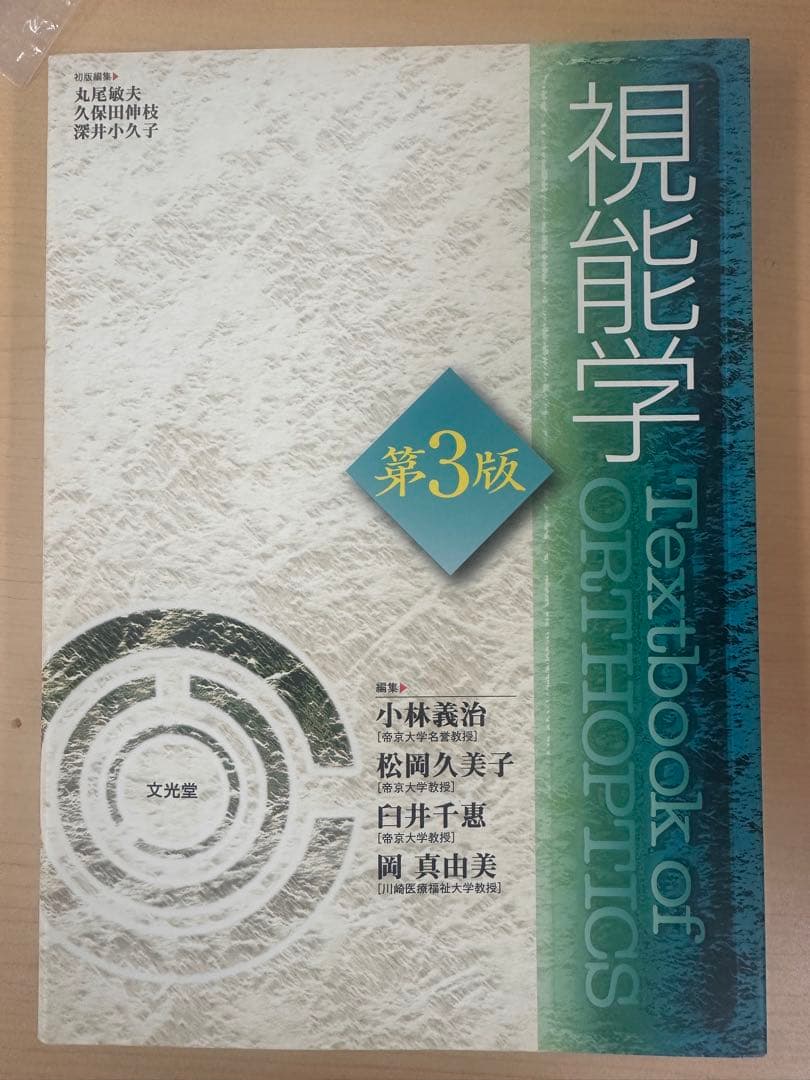 初版編集▶
丸尾敏夫
久保田伸枝
深井小久子
視能学
Textbook of
ORTHOPTICS
第3版
編集▶
小林義治
[帝京大学名誉教授]
松岡久美子
[帝京大学教授]
臼井千惠
[帝京大学教授]
岡 真由美
[川崎医療福祉大学教授]
文光堂